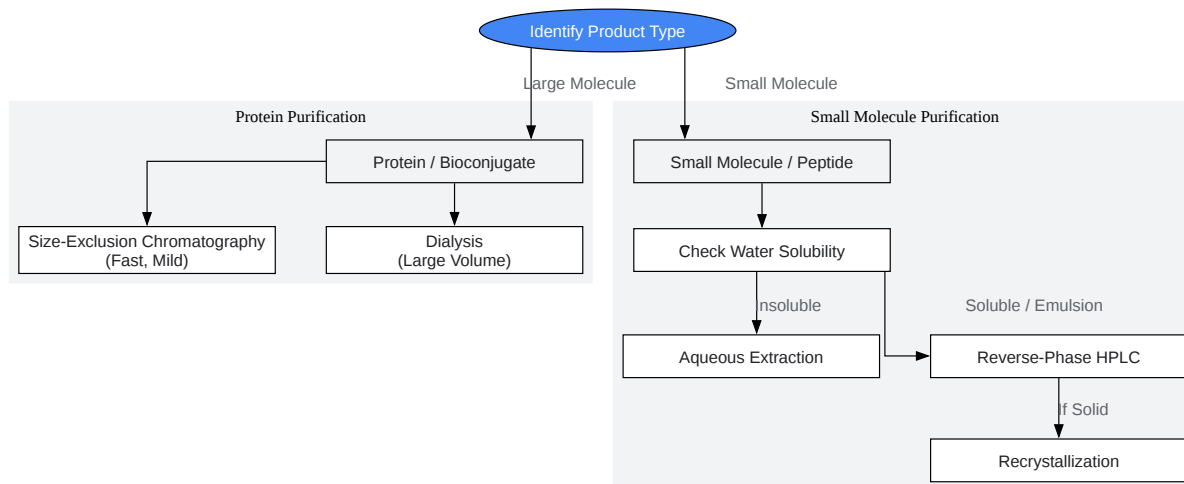 Identify Product Type
Large Molecule
Small Molecule
Protein Purification
Small Molecule Purification
Protein / Bioconjugate
Small Molecule / Peptide
Size-Exclusion Chromatography
(Fast, Mild)
Dialysis
(Large Volume)
Check Water Solubility
Insoluble
Soluble / Emulsion
Aqueous Extraction
Reverse-Phase HPLC
If Solid
Recrystallization